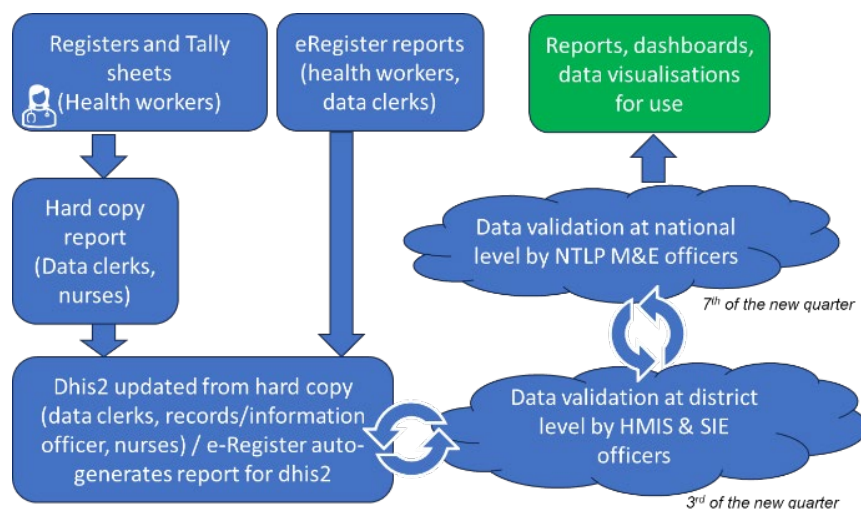 Registers and Tally
sheets
(Health workers)
eRegister reports
(health workers,
data clerks)
Reports, dashboards,
data visualisations
for use
Hard copy
report
(Data clerks,
nurses)
Data validation at national
level by NTLP M&E officers
7th of the new quarter
Dhis2 updated from hard copy
(data clerks, records/information
officer, nurses) / e-Register auto-
generates report for dhis2
Data validation at district
level by HMIS & SIE
officers
3rd of the new quarter